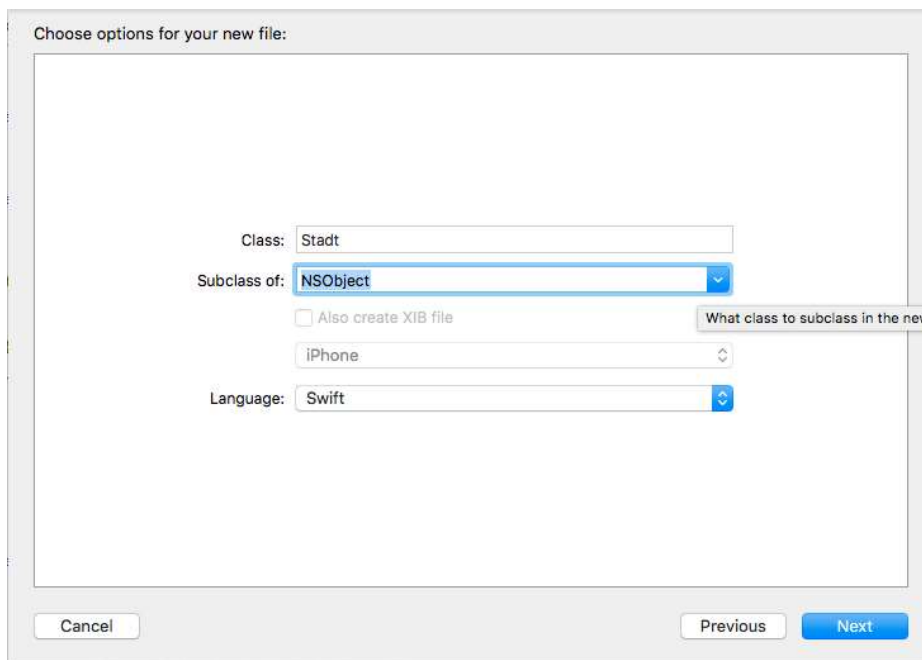 Choose options for your new file:
Class: Stadt
Subclass of: NSObject
Also create XIB file
What class to subclass in the new
iPhone
Language: Swift
Cancel
Previous
Next